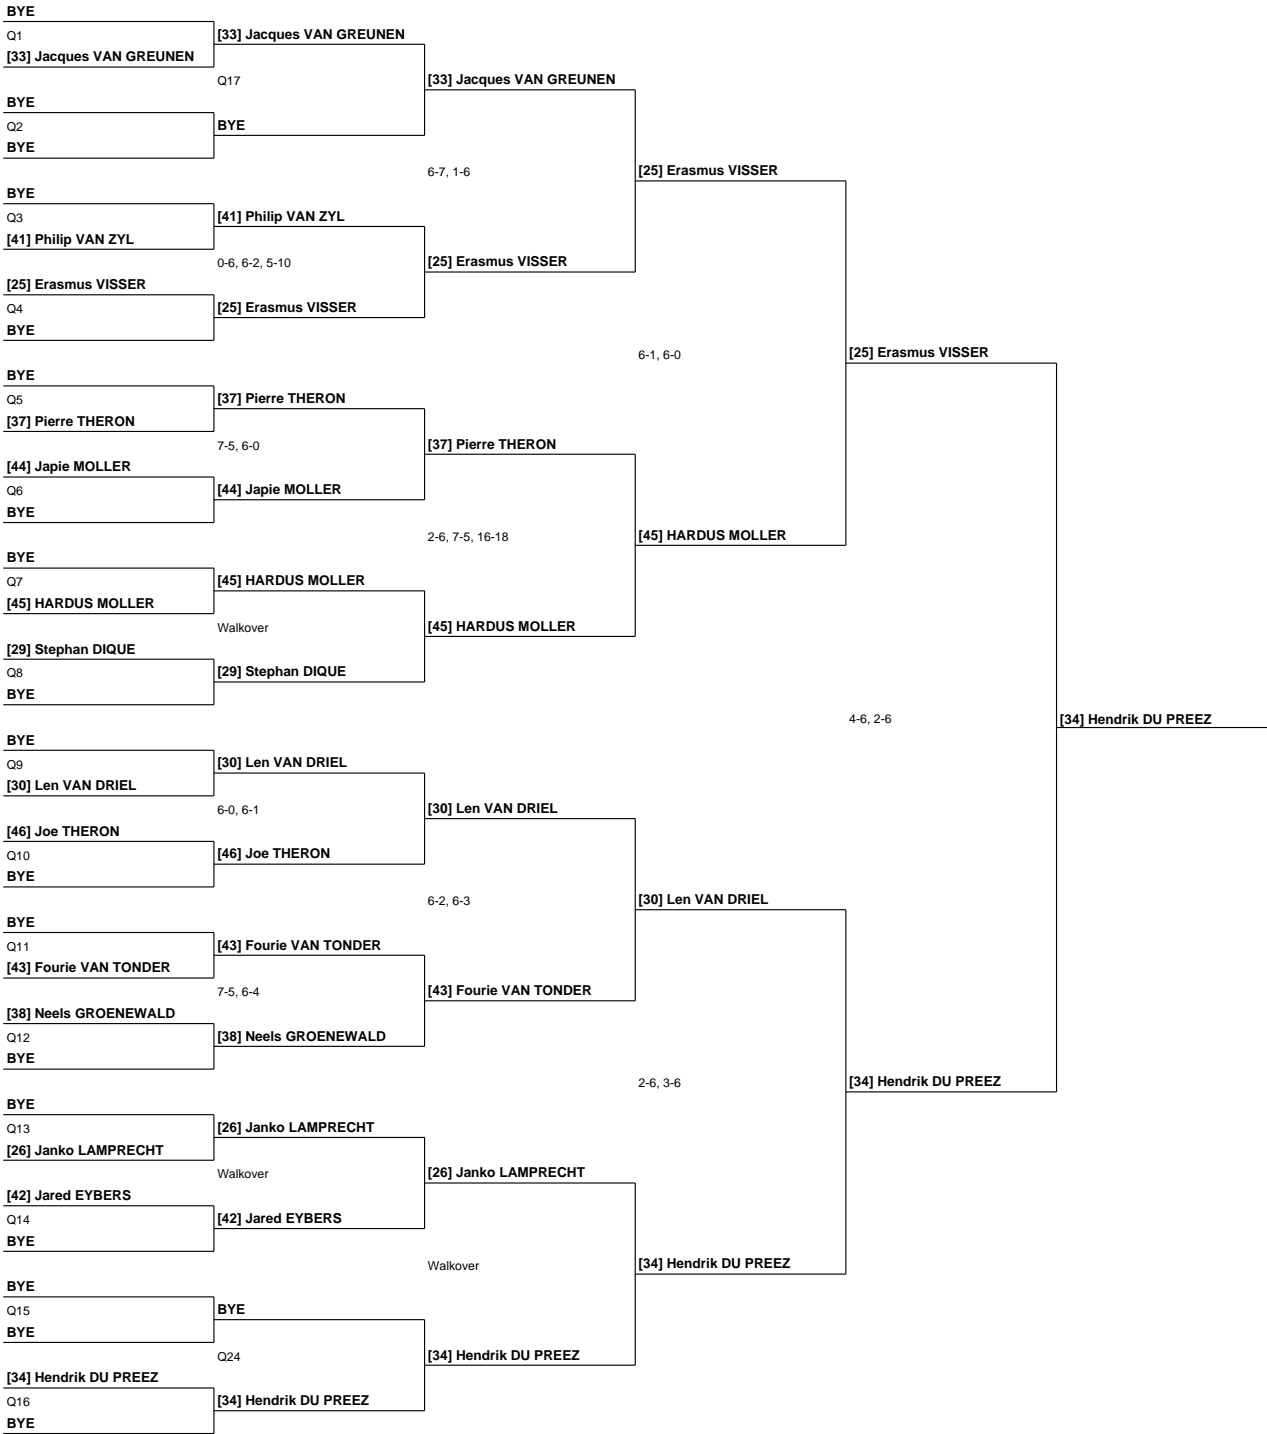 BYE
Q1
[33] Jacques VAN GREUNEN
BYE
Q2
BYE
BYE
Q3
[41] Philip VAN ZYL
[25] Erasmus VISSER
Q4
BYE
BYE
Q5
[37] Pierre THERON
[44] Japie MOLLER
Q6
BYE
BYE
Q7
[45] HARDUS MOLLER
[29] Stephan DIQUE
Q8
BYE
BYE
Q9
[30] Len VAN DRIEL
[46] Joe THERON
Q10
BYE
BYE
Q11
[43] Fourie VAN TONDER
[38] Neels GROENEWALD
Q12
BYE
BYE
Q13
[26] Janko LAMPRECHT
[42] Jared EYBERS
Q14
BYE
BYE
Q15
BYE
[34] Hendrik DU PREEZ
Q16
BYE
[33] Jacques VAN GREUNEN
Q17
BYE
[41] Philip VAN ZYL
0-6, 6-2, 5-10
[25] Erasmus VISSER
[37] Pierre THERON
7-5, 6-0
[44] Japie MOLLER
[45] HARDUS MOLLER
Walkover
[29] Stephan DIQUE
[30] Len VAN DRIEL
6-0, 6-1
[46] Joe THERON
[43] Fourie VAN TONDER
7-5, 6-4
[38] Neels GROENEWALD
[26] Janko LAMPRECHT
Walkover
[42] Jared EYBERS
BYE
Q24
[34] Hendrik DU PREEZ
[33] Jacques VAN GREUNEN
6-7, 1-6
[25] Erasmus VISSER
[37] Pierre THERON
2-6, 7-5, 16-18
[45] HARDUS MOLLER
[30] Len VAN DRIEL
6-2, 6-3
[43] Fourie VAN TONDER
[26] Janko LAMPRECHT
Walkover
[34] Hendrik DU PREEZ
[25] Erasmus VISSER
6-1, 6-0
[45] HARDUS MOLLER
[30] Len VAN DRIEL
2-6, 3-6
[34] Hendrik DU PREEZ
[25] Erasmus VISSER
4-6, 2-6
[34] Hendrik DU PREEZ
[34] Hendrik DU PREEZ